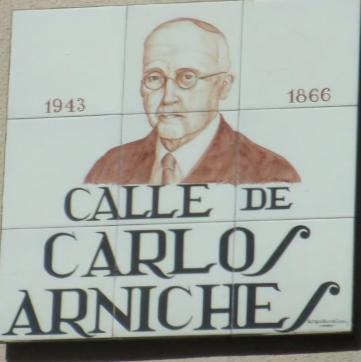 1943 1866
CALLE DE
CARLOS
ARNICHES